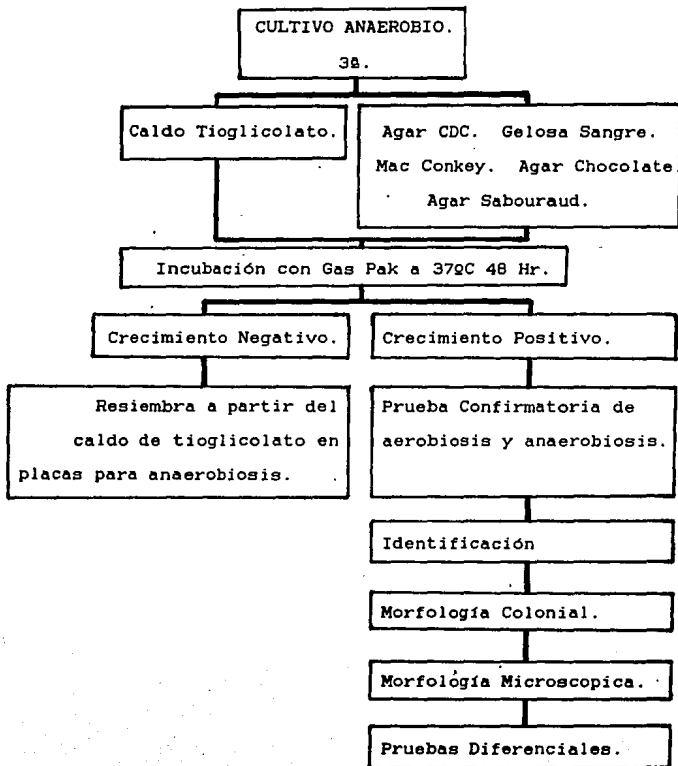 CULTIVO ANAEROBIO.
3ª.
Caldo Tioglicolato.
Agar CDC. Gelosa Sangre.
Mac Conkey. Agar Chocolate.
Agar Sabouraud.
Incubación con Gas Pak a 37ºC 48 Hr.
Crecimiento Negativo.
Crecimiento Positivo.
Resiembra a partir del
caldo de tioglicolato en
placas para anaerobiosis.
Prueba Confirmatoria de
aerobiosis y anaerobiosis.
Identificación
Morfología Colonial.
Morfología Microscopica.
Pruebas Diferenciales.